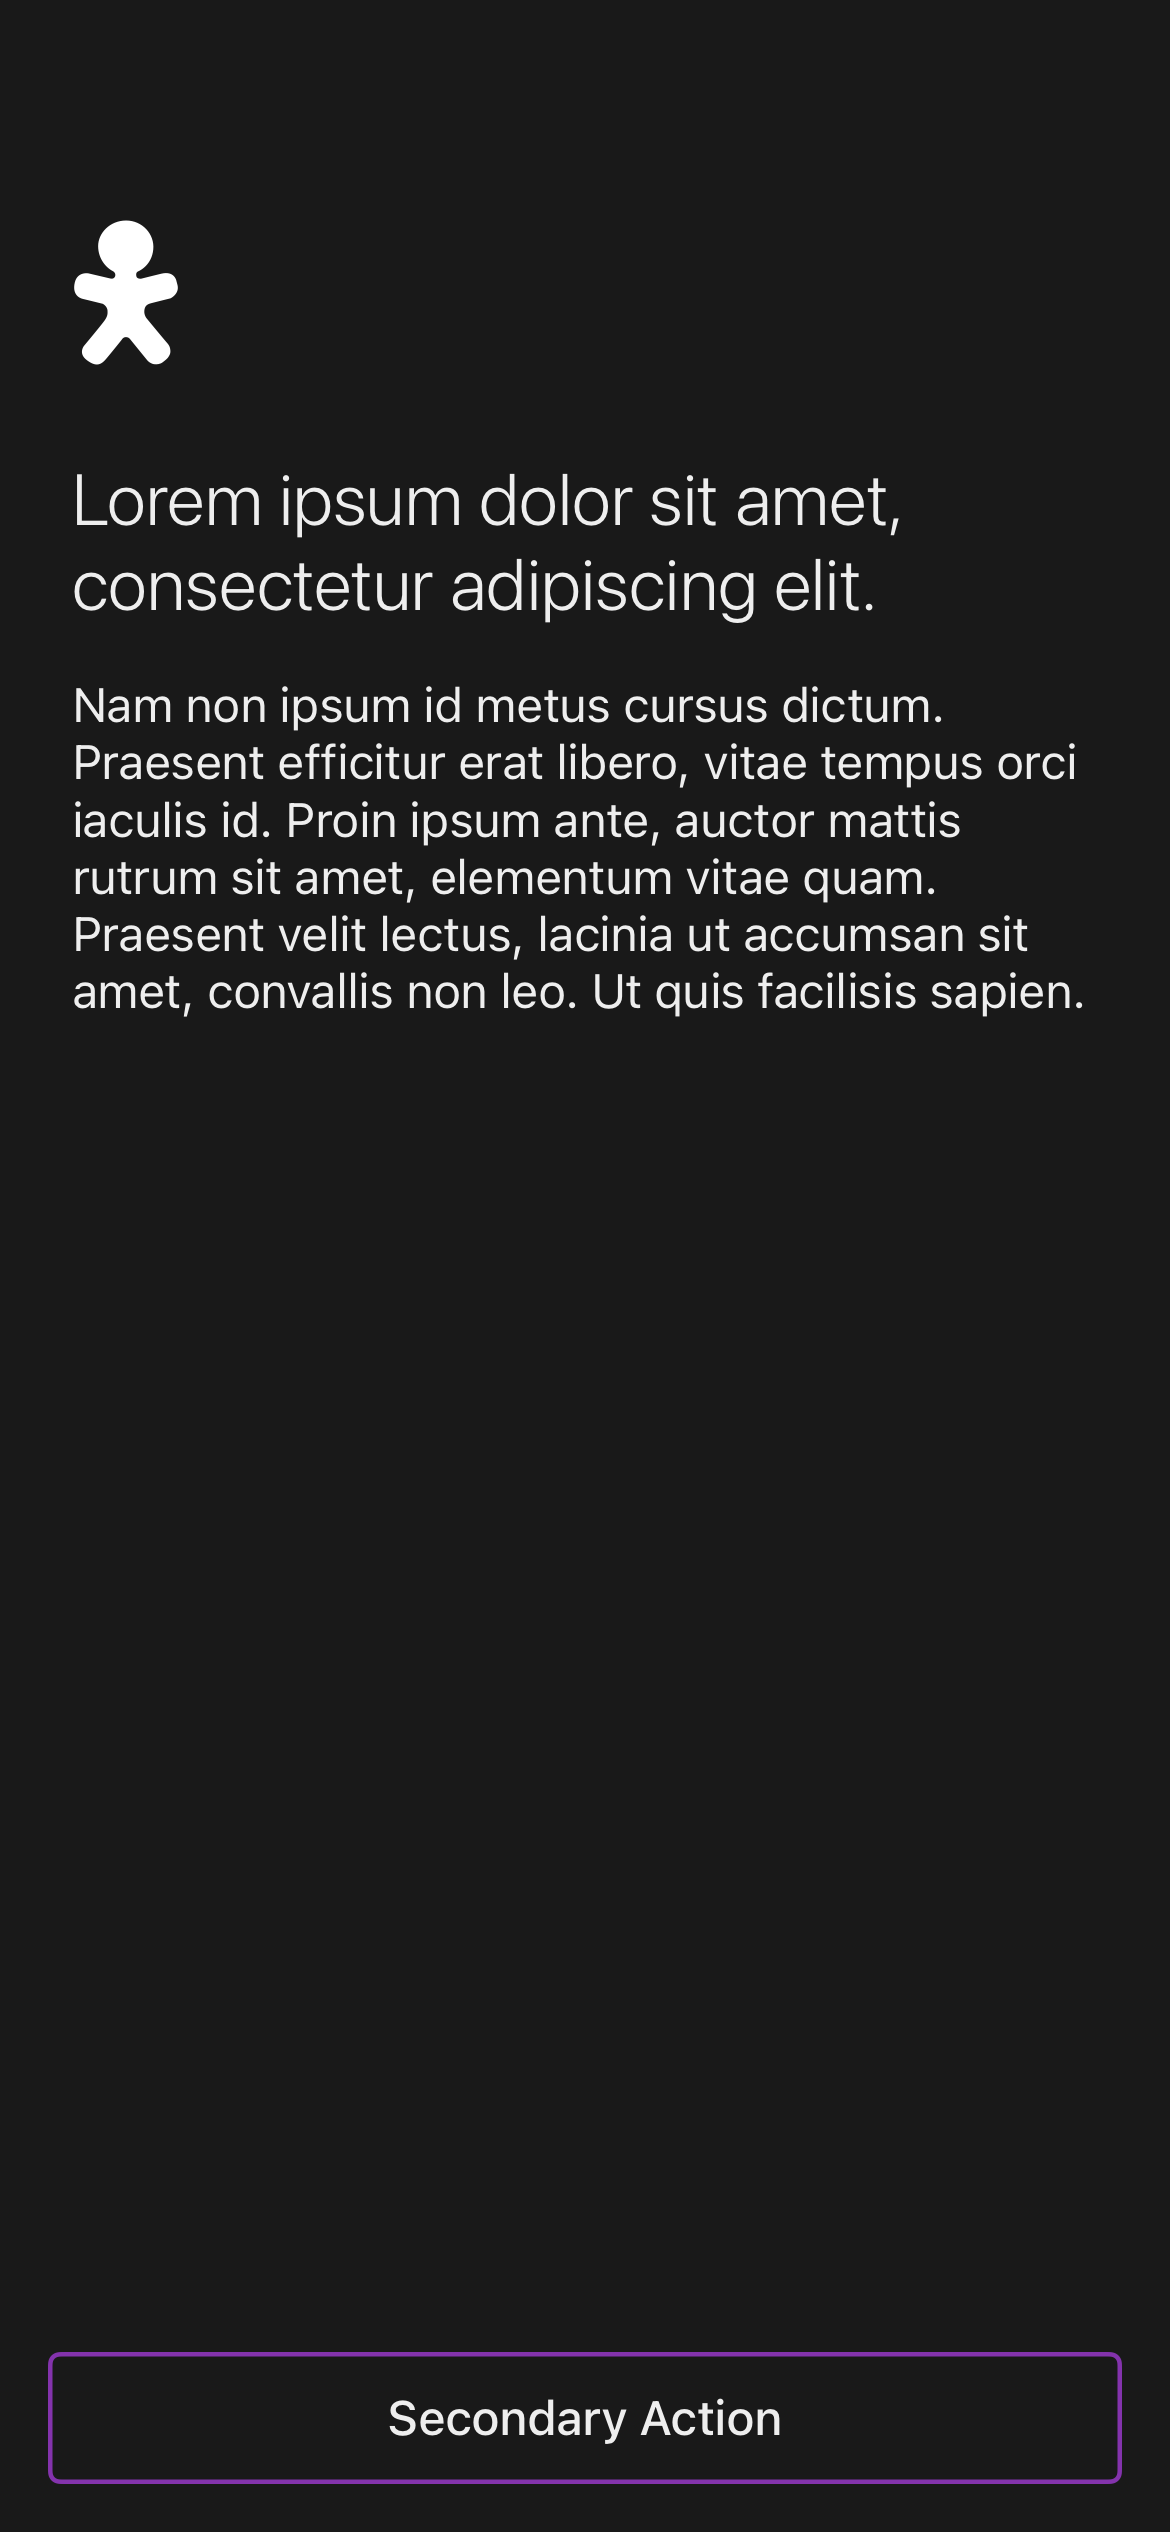 Lorem ipsum dolor sit amet,
consectetur adipiscing elit.
Nam non ipsum id metus cursus dictum.
Praesent efficitur erat libero, vitae tempus orci
iaculis id. Proin ipsum ante, auctor mattis
rutrum sit amet, elementum vitae quam.
Praesent velit lectus, lacinia ut accumsan sit
amet, convallis non leo. Ut quis facilisis sapien.
Secondary Action